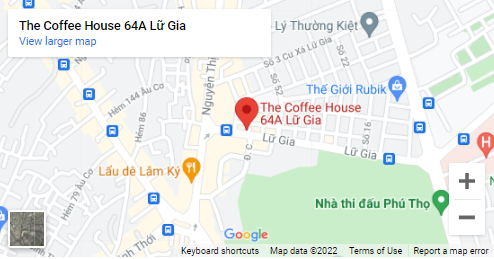 The Coffee House 64A Lữ Gia
View larger map
Lý Thường Kiệt
Số 3 Cư Xá Lữ Gia
Số 52
Thế Giới Rubik
Hẻm 144 Âu Cơ
Nguyễn Thị
Hẻm 86
The Coffee House
64A Lữ Gia
Số 16
Lữ Gia
Lữ Gia
Đ. C
Lẩu dê Lâm Ký
Hẻm 79 Âu Cơ
H
Nhà thi đấu Phú Thọ
Thới
Google
+
−
Keyboard shortcuts
Map data ©2022
Terms of Use
Report a map error